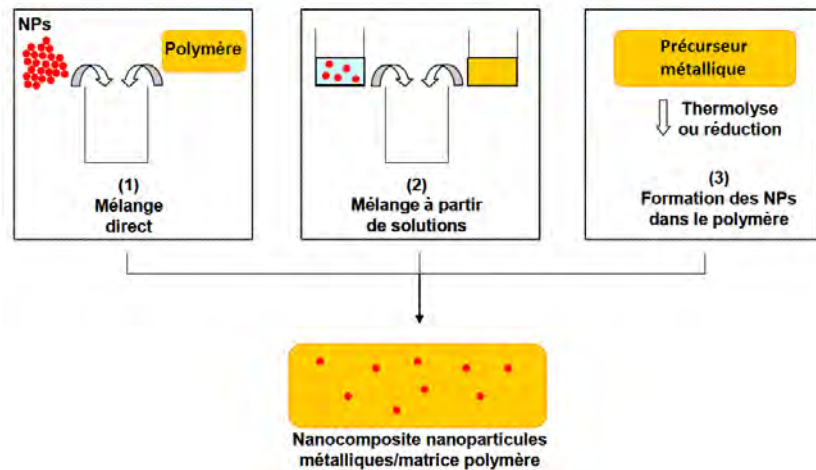 NPs
Polymère
(1)
Mélange
direct
(2)
Mélange à partir
de solutions
Précurseur
métallique
Thermolyse
ou réduction
(3)
Formation des NPs
dans le polymère
Nanocomposite nanoparticules
métalliques/matrice polymère